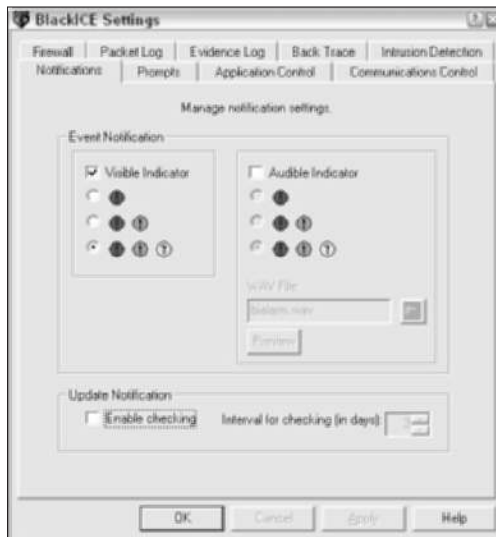 BlackICE Settings
Firewall Packet Log Evidence Log Back Trace Intrusion Detection
Notifications Prompts Application Control Communications Control
Manage notification settings.
Event Notification
Visible Indicator Audible Indicator
WAV File
bialarm.wav
Preview
Update Notification
Enable checking Interval for checking (in days):
OK Cancel Apply Help